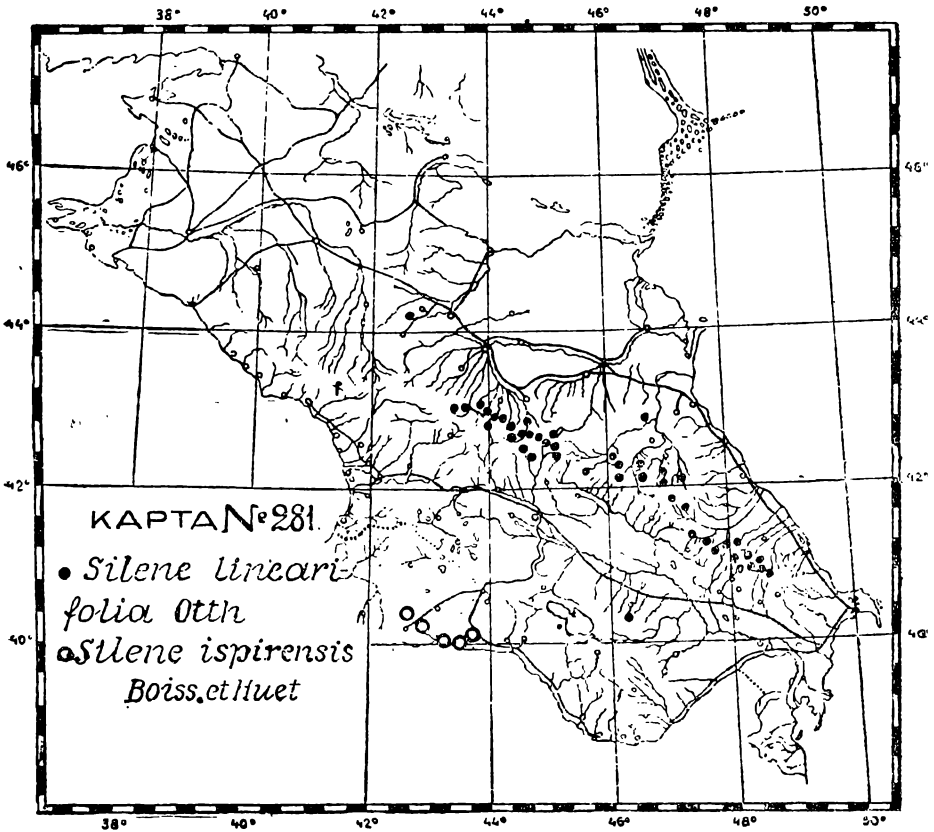 38° 40° 42° 44° 46° 48° 50°
46° 46°
44° 44°
42° 42°
КАРТА № 281.
• Silene lineari-
folia Otth
40° 40°
○ Silene ispirensis
Boiss. et Huet
38° 40° 42° 44° 46° 48° 50°